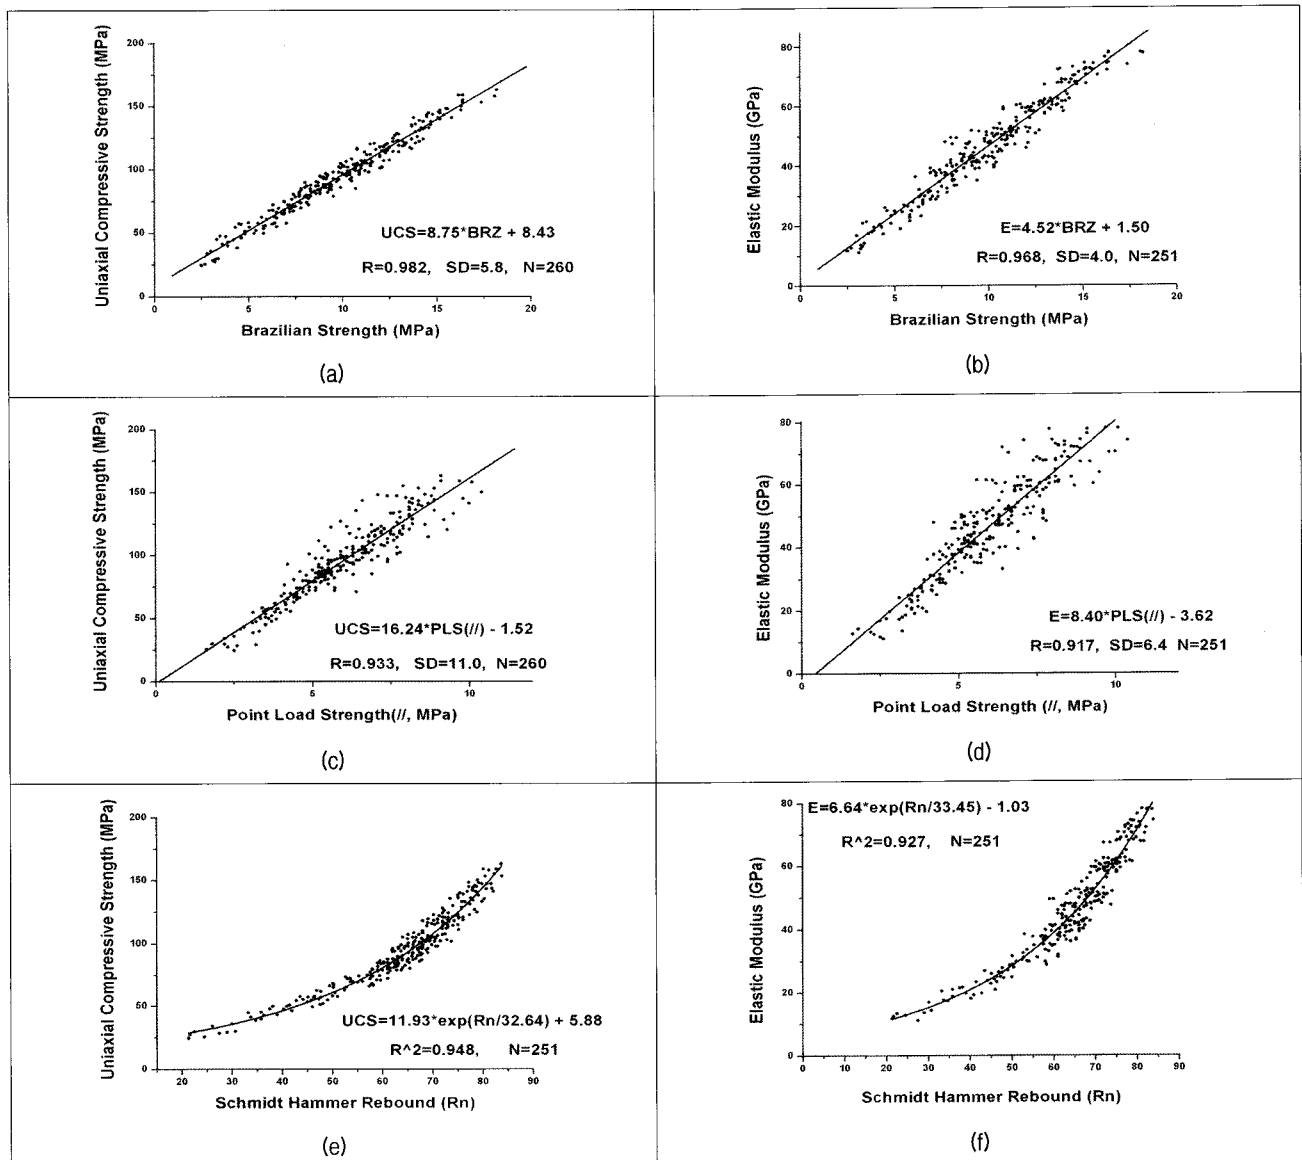 Uniaxial Compressive Strength (MPa)
200
150
100
50
0
0 5 10 15 20
UCS=8.75*BRZ + 8.43
R=0.982, SD=5.8, N=260
Brazilian Strength (MPa)
(a)
Elastic Modulus (GPa)
80
60
40
20
0
0 5 10 15 20
E=4.52*BRZ + 1.50
R=0.968, SD=4.0, N=251
Brazilian Strength (MPa)
(b)
Uniaxial Compressive Strength (MPa)
200
150
100
50
0
0 5 10
UCS=16.24*PLS(//) - 1.52
R=0.933, SD=11.0, N=260
Point Load Strength(//, MPa)
(c)
Elastic Modulus (GPa)
80
60
40
20
0
0 5 10
E=8.40*PLS(//) - 3.62
R=0.917, SD=6.4 N=251
Point Load Strength (//, MPa)
(d)
Uniaxial Compressive Strength (MPa)
200
150
100
50
0
20 30 40 50 60 70 80 90
UCS=11.93*exp(Rn/32.64) + 5.88
R^2=0.948, N=251
Schmidt Hammer Rebound (Rn)
(e)
E=6.64*exp(Rn/33.45) - 1.03
R^2=0.927, N=251
Elastic Modulus (GPa)
80
60
40
20
0
0 10 20 30 40 50 60 70 80 90
Schmidt Hammer Rebound (Rn)
(f)